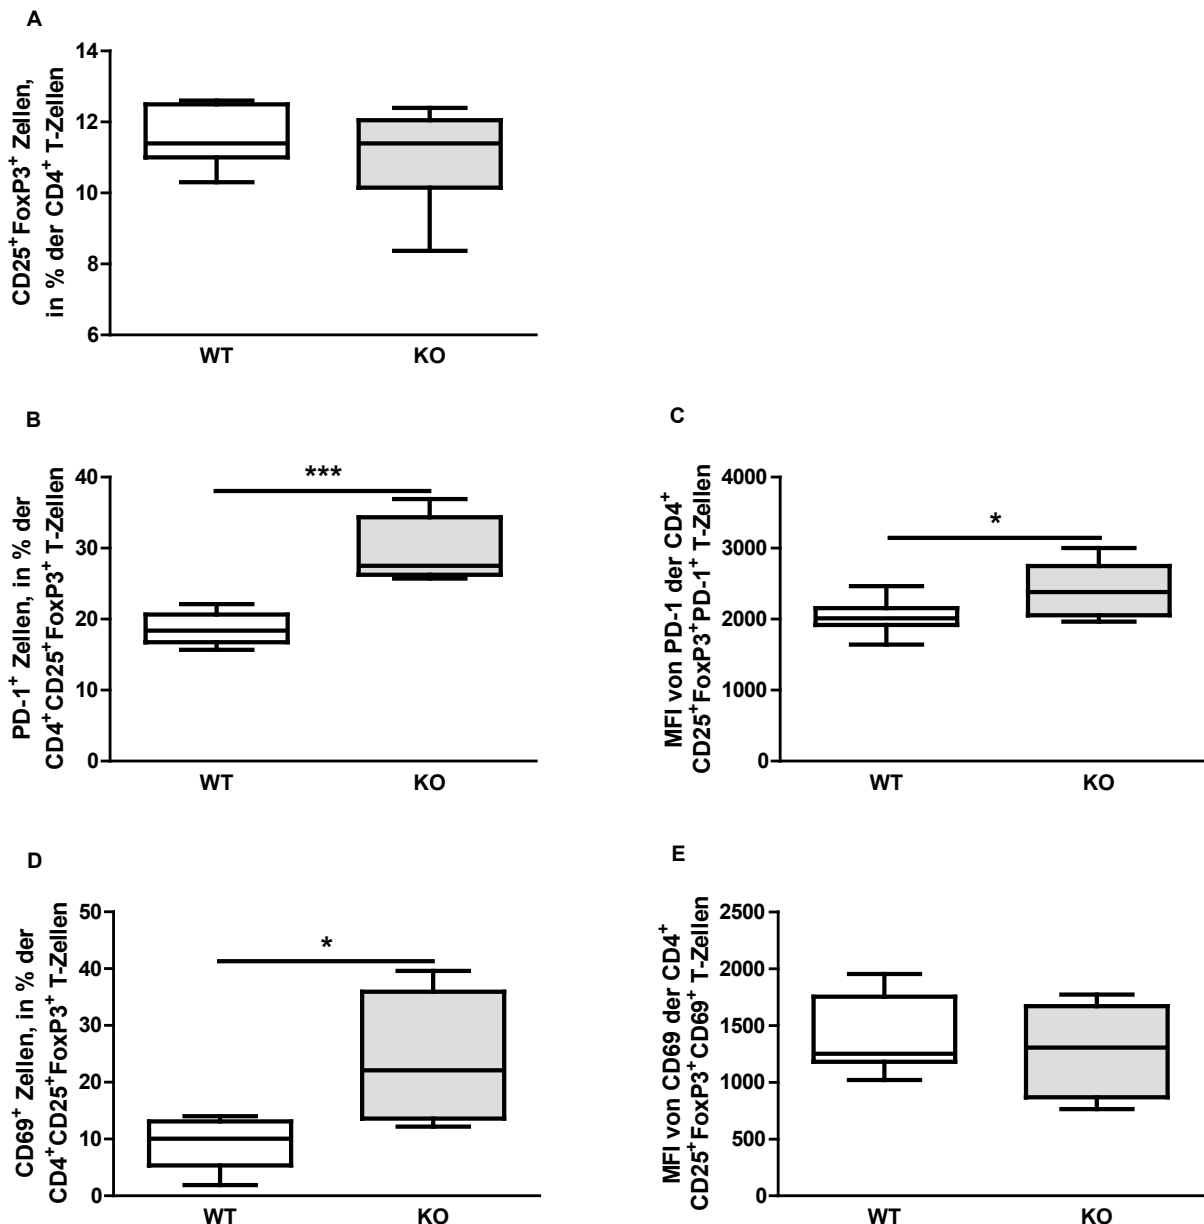 A
CD25⁺FoxP3⁺ Zellen,
in % der CD4⁺ T-Zellen
14
12
10
8
6
WT KO
B
PD-1⁺ Zellen, in % der
CD4⁺CD25⁺FoxP3⁺ T-Zellen
40
30
20
10
0
***
WT KO
C
MFI von PD-1 der CD4⁺
CD25⁺FoxP3⁺PD-1⁺ T-Zellen
4000
3000
2000
1000
0
*
WT KO
D
CD69⁺ Zellen, in % der
CD4⁺CD25⁺FoxP3⁺ T-Zellen
50
40
30
20
10
0
*
WT KO
E
MFI von CD69 der CD4⁺
CD25⁺FoxP3⁺CD69⁺ T-Zellen
2500
2000
1500
1000
500
0
WT KO